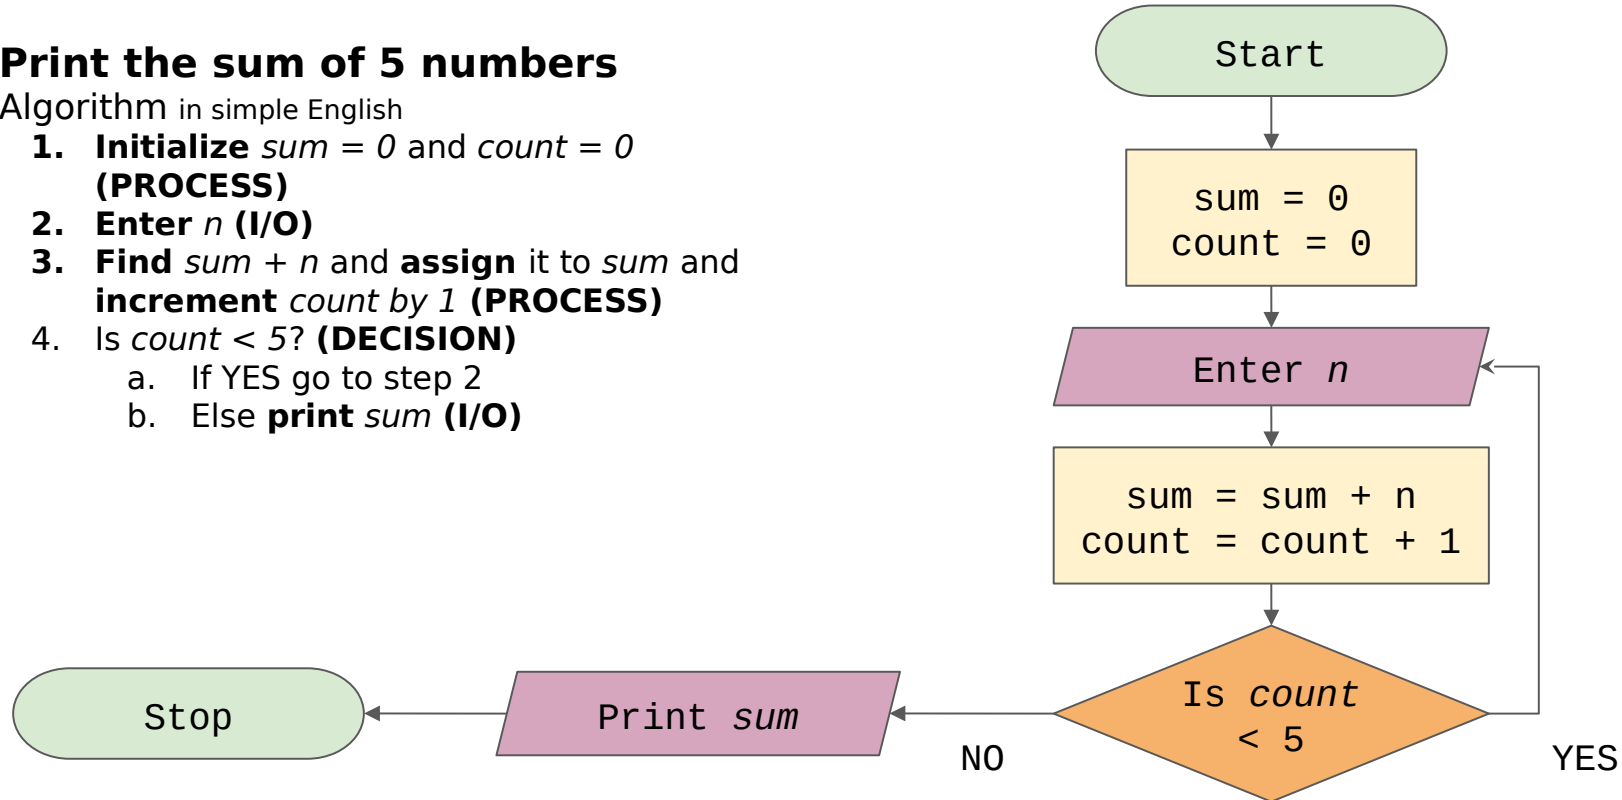 Print the sum of 5 numbers
Algorithm in simple English
1. Initialize sum = 0 and count = 0
(PROCESS)
2. Enter n (I/O)
3. Find sum + n and assign it to sum and
increment count by 1 (PROCESS)
4. Is count < 5? (DECISION)
a. If YES go to step 2
b. Else print sum (I/O)
Start
sum = 0
count = 0
Enter n
sum = sum + n
count = count + 1
Is count
< 5
YES
NO
Print sum
Stop